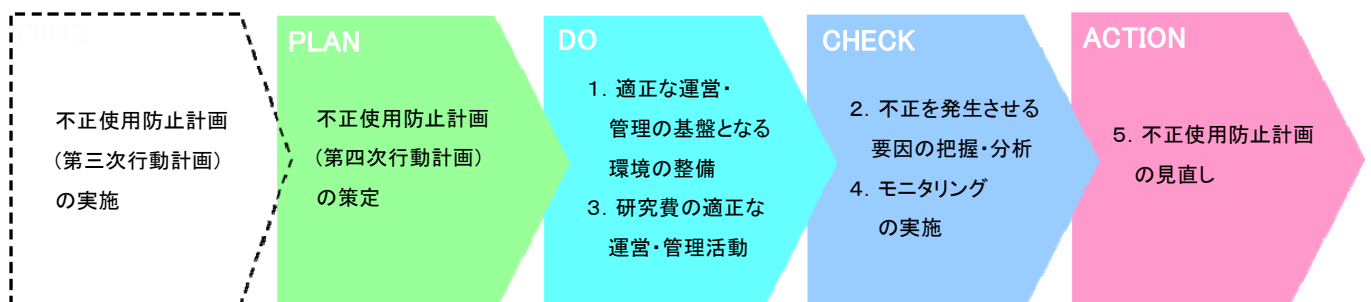 不正使用防止計画
(第三次行動計画)
の実施
PLAN
不正使用防止計画
(第四次行動計画)
の策定
DO
1．適正な運営・
管理の基盤となる
環境の整備
3．研究費の適正な
運営・管理活動
CHECK
2．不正を発生させる
要因の把握・分析
4．モニタリング
の実施
ACTION
5．不正使用防止計画
の見直し